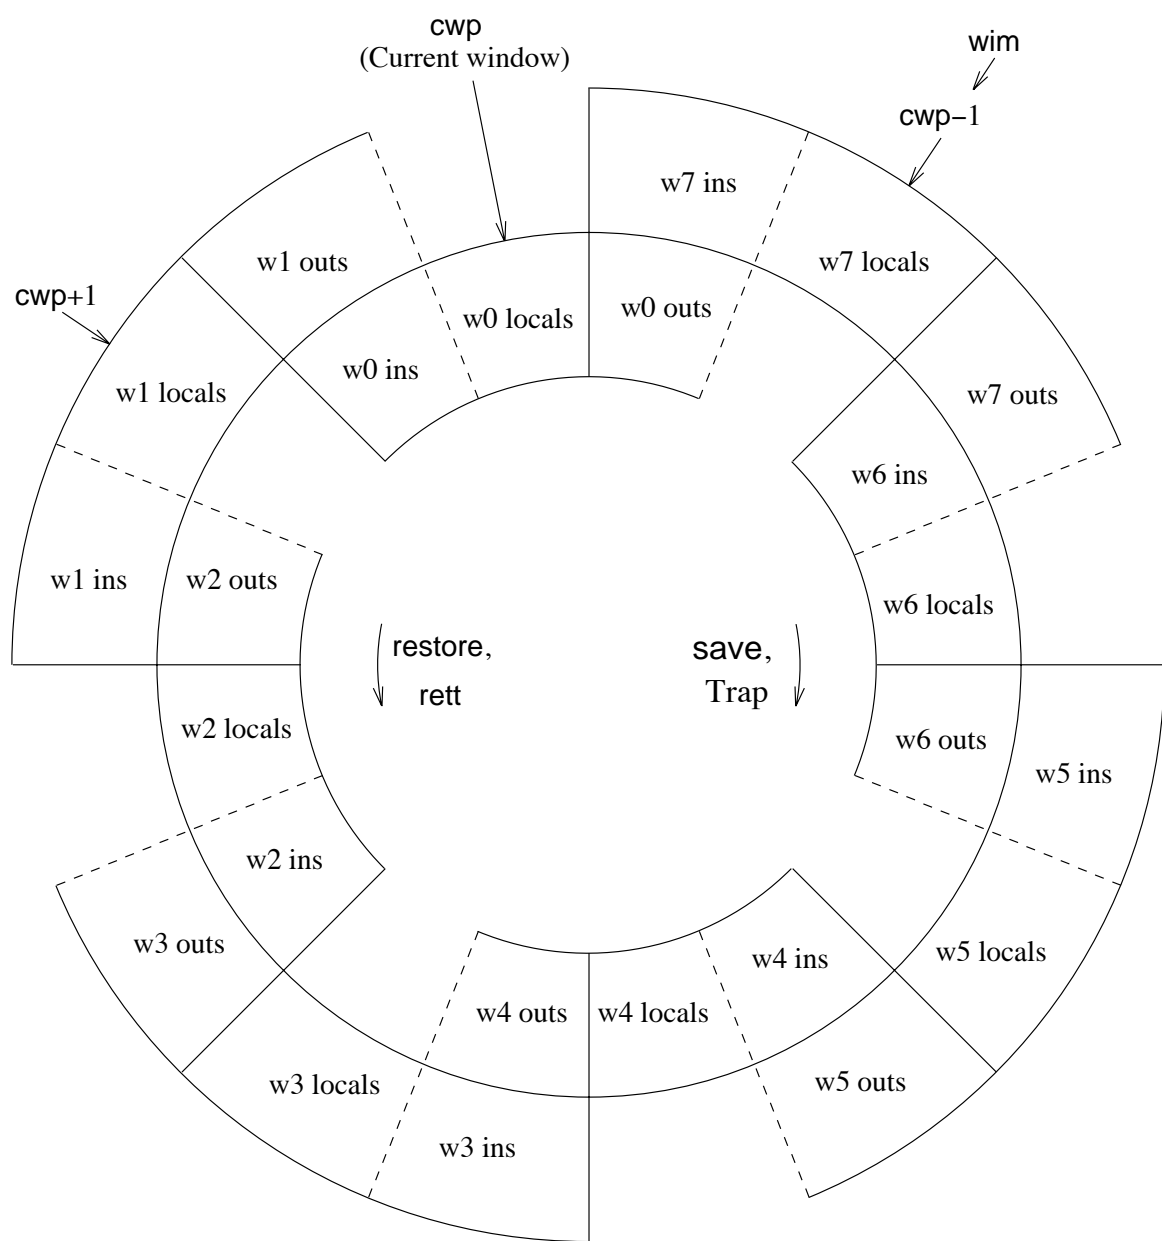 cwp
(Current window)
wim
cwp−1
w7 ins
w1 outs
w7 locals
cwp+1
w0 locals
w0 outs
w0 ins
w1 locals
w7 outs
w6 ins
w1 ins
w2 outs
w6 locals
restore,
rett
save,
Trap
w2 locals
w6 outs
w5 ins
w2 ins
w3 outs
w4 ins
w5 locals
w4 outs
w4 locals
w3 locals
w5 outs
w3 ins